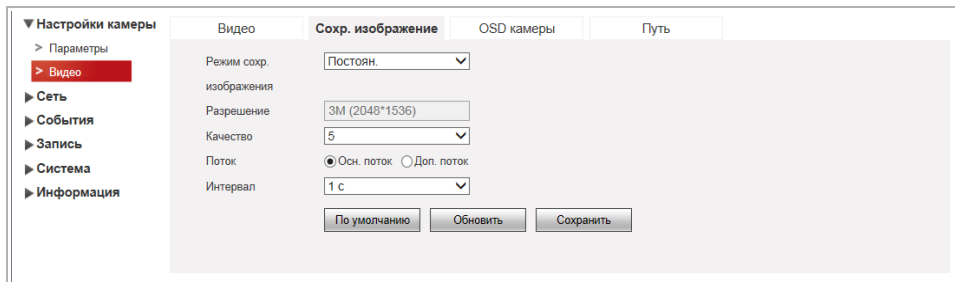 Настройки камеры
> Параметры
> Видео
Сеть
События
Запись
Система
Информация
Видео Сохр. изображение OSD камеры Путь
Режим сохр. Постоян.
изображения
Разрешение 3М (2048*1536)
Качество 5
Поток Осн. поток Доп. поток
Интервал 1 с
По умолчанию Обновить Сохранить